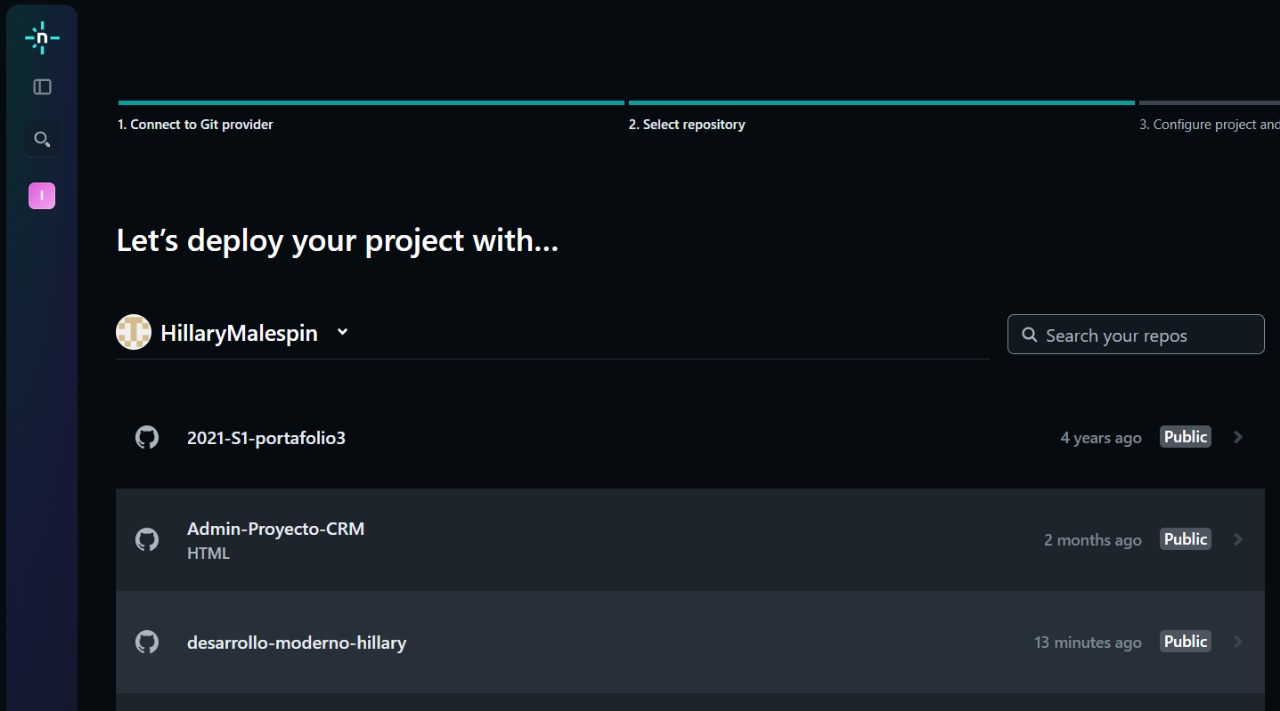 n
1. Connect to Git provider
2. Select repository
3. Configure project and
I
Let’s deploy your project with…
HillaryMalespin
Search your repos
2021-S1-portafolio3
4 years ago
Public
Admin-Proyecto-CRM
HTML
2 months ago
Public
desarrollo-moderno-hillary
13 minutes ago
Public